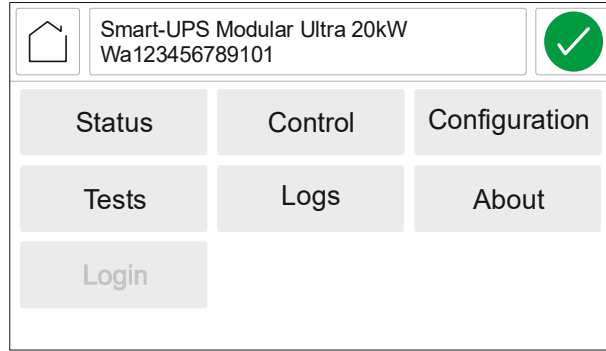 Smart-UPS Modular Ultra 20kW
Wa123456789101
Status
Control
Configuration
Tests
Logs
About
Login